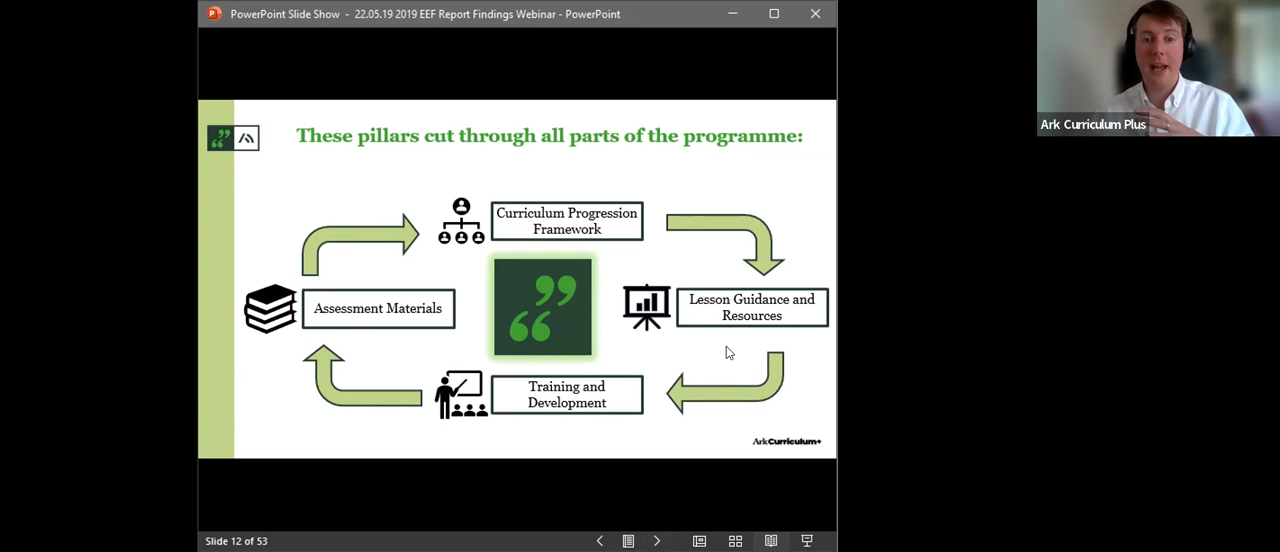 PowerPoint Slide Show - 22.05.19 2019 EEF Report Findings Webinar - PowerPoint
Ark Curriculum Plus
These pillars cut through all parts of the programme:
Curriculum Progression
Framework
Assessment Materials
Lesson Guidance and
Resources
Training and
Development
ArkCurriculum+
Slide 12 of 53